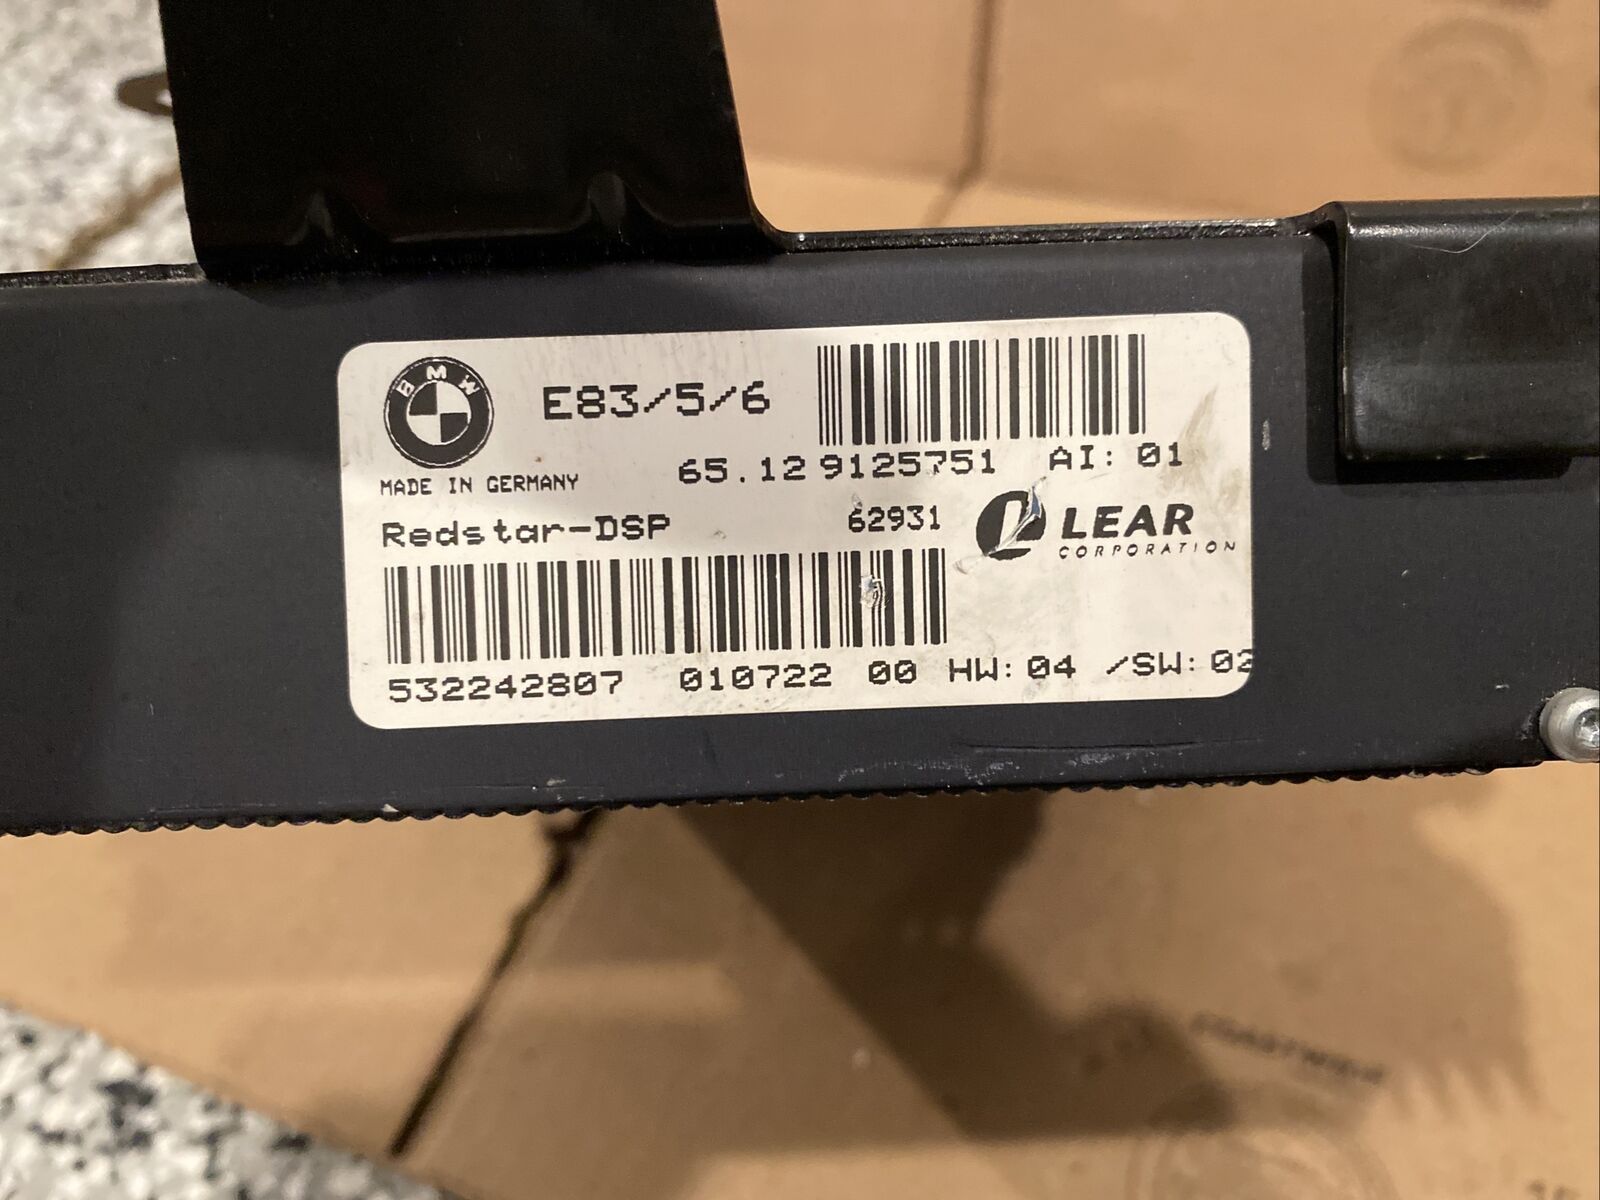 BMW
E83/5/6
MADE IN GERMANY
65.12 9125751 AI: 01
Redstar-DSP 62931
LEAR
CORPORATION
532242807 010722 00 HW: 04 /SW: 02